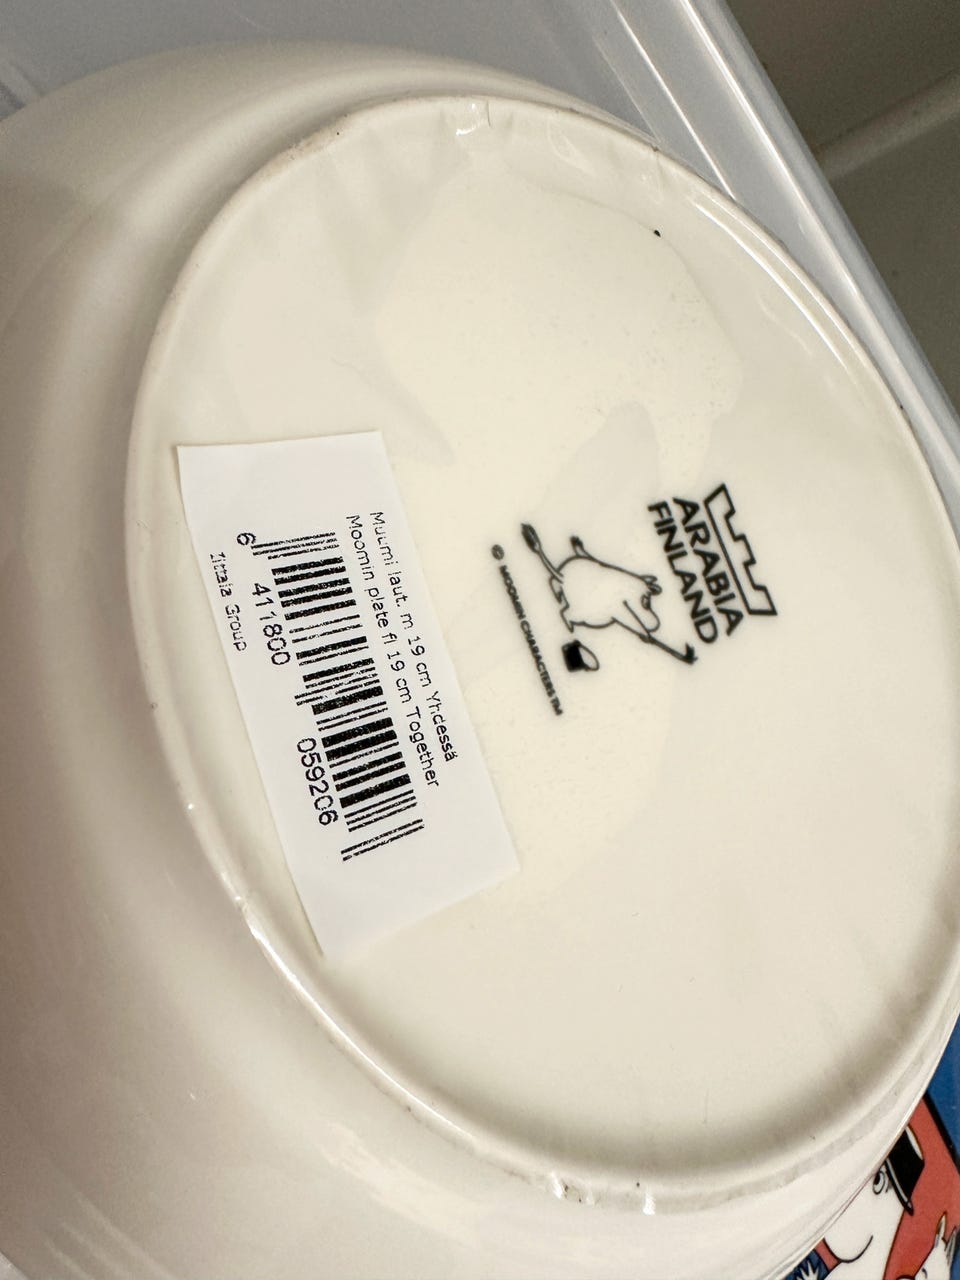 ARABIA
FINLAND
© MOOMIN CHARACTERS TM
Muumi laut. m 19 cm Yhdessä
Moomin plate fl 19 cm Together
6 411800 059206
Iittala Group